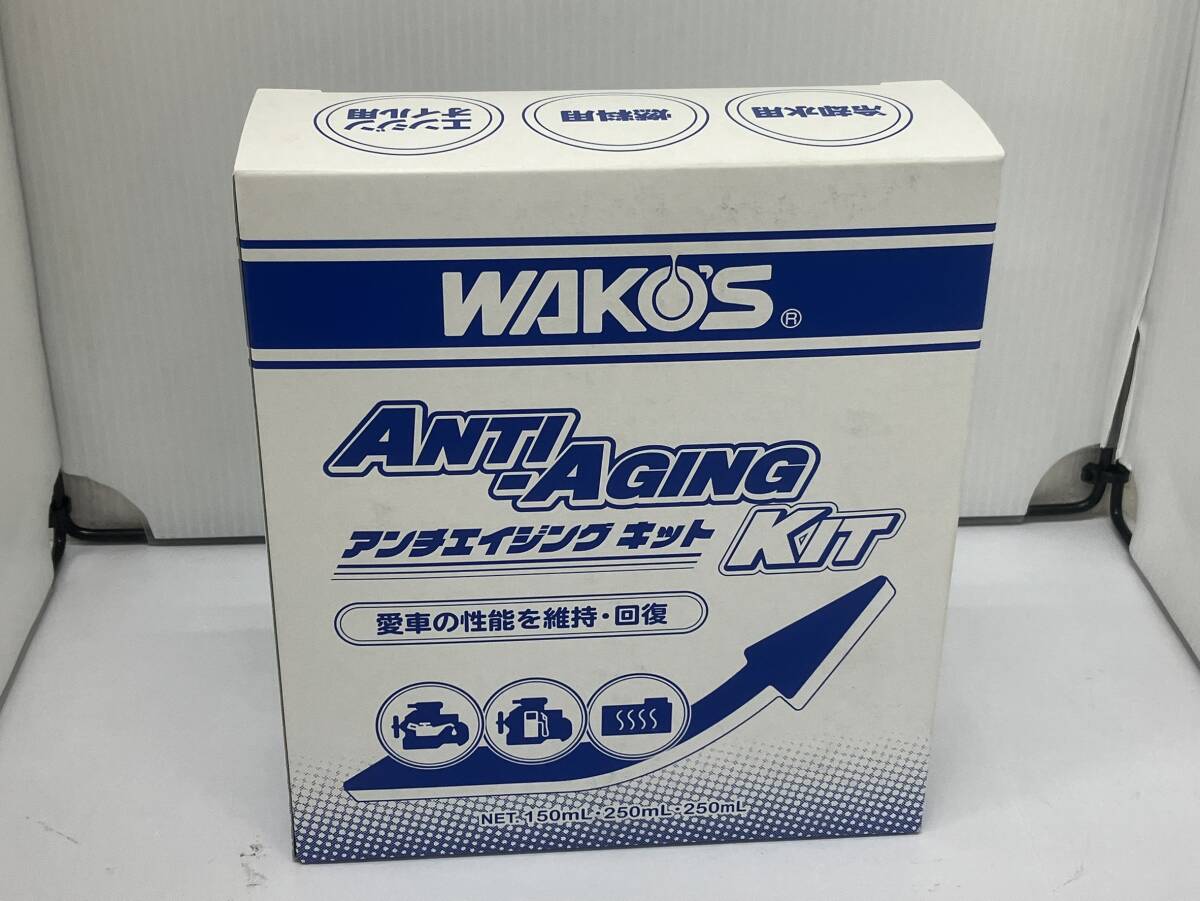 エンジン
オイル用
燃料用
冷却水用
WAKO'S®
ANTI
-AGING
KIT
アンチエイジング キット
愛車の性能を維持・回復
NET. 150mL・250mL・250mL